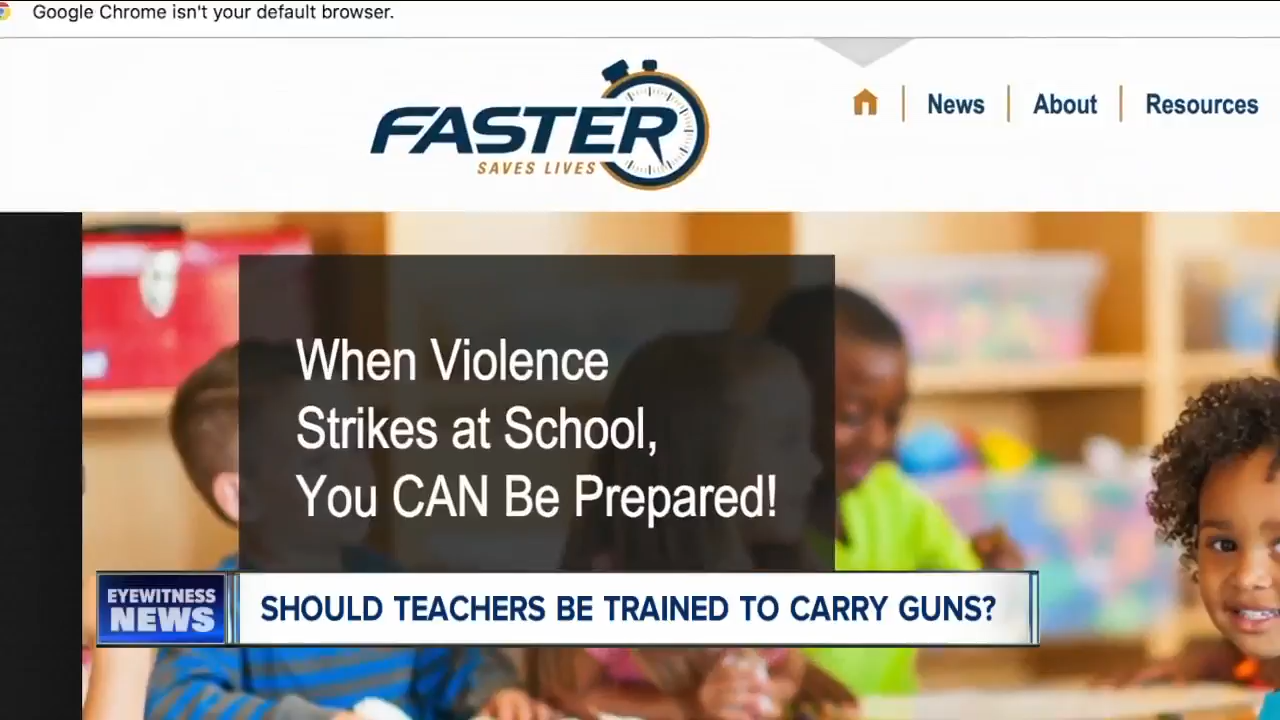 Google Chrome isn't your default browser.
FASTER
SAVES LIVES
News
About
Resources
When Violence
Strikes at School,
You CAN Be Prepared!
EYEWITNESS
NEWS
SHOULD TEACHERS BE TRAINED TO CARRY GUNS?